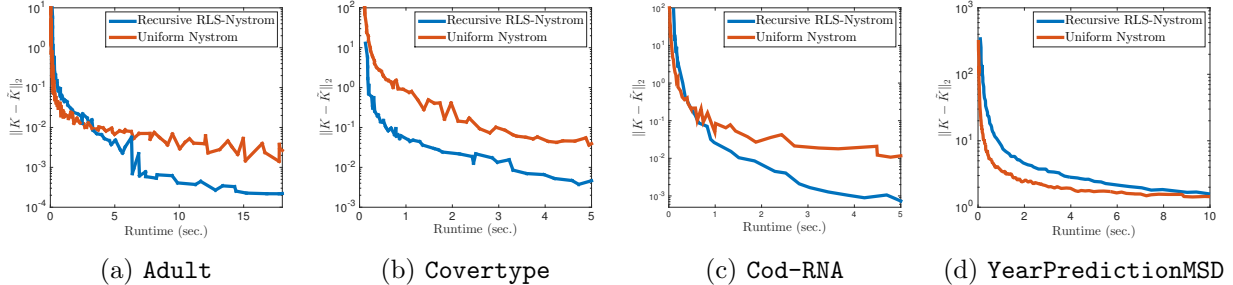 10^1
10^0
10^-1
10^-2
10^-3
10^-4
||K − K̃||_2
0 5 10 15
Runtime (sec.)
Recursive RLS-Nystrom
Uniform Nystrom
(a) Adult
10^2
10^1
10^0
10^-1
10^-2
10^-3
||K − K̃||_2
0 1 2 3 4 5
Runtime (sec.)
Recursive RLS-Nystrom
Uniform Nystrom
(b) Covertype
10^2
10^1
10^0
10^-1
10^-2
10^-3
||K − K̃||_2
0 1 2 3 4 5
Runtime (sec.)
Recursive RLS-Nystrom
Uniform Nystrom
(c) Cod-RNA
10^3
10^2
10^1
10^0
||K − K̃||_2
0 2 4 6 8 10
Runtime (sec.)
Recursive RLS-Nystrom
Uniform Nystrom
(d) YearPredictionMSD